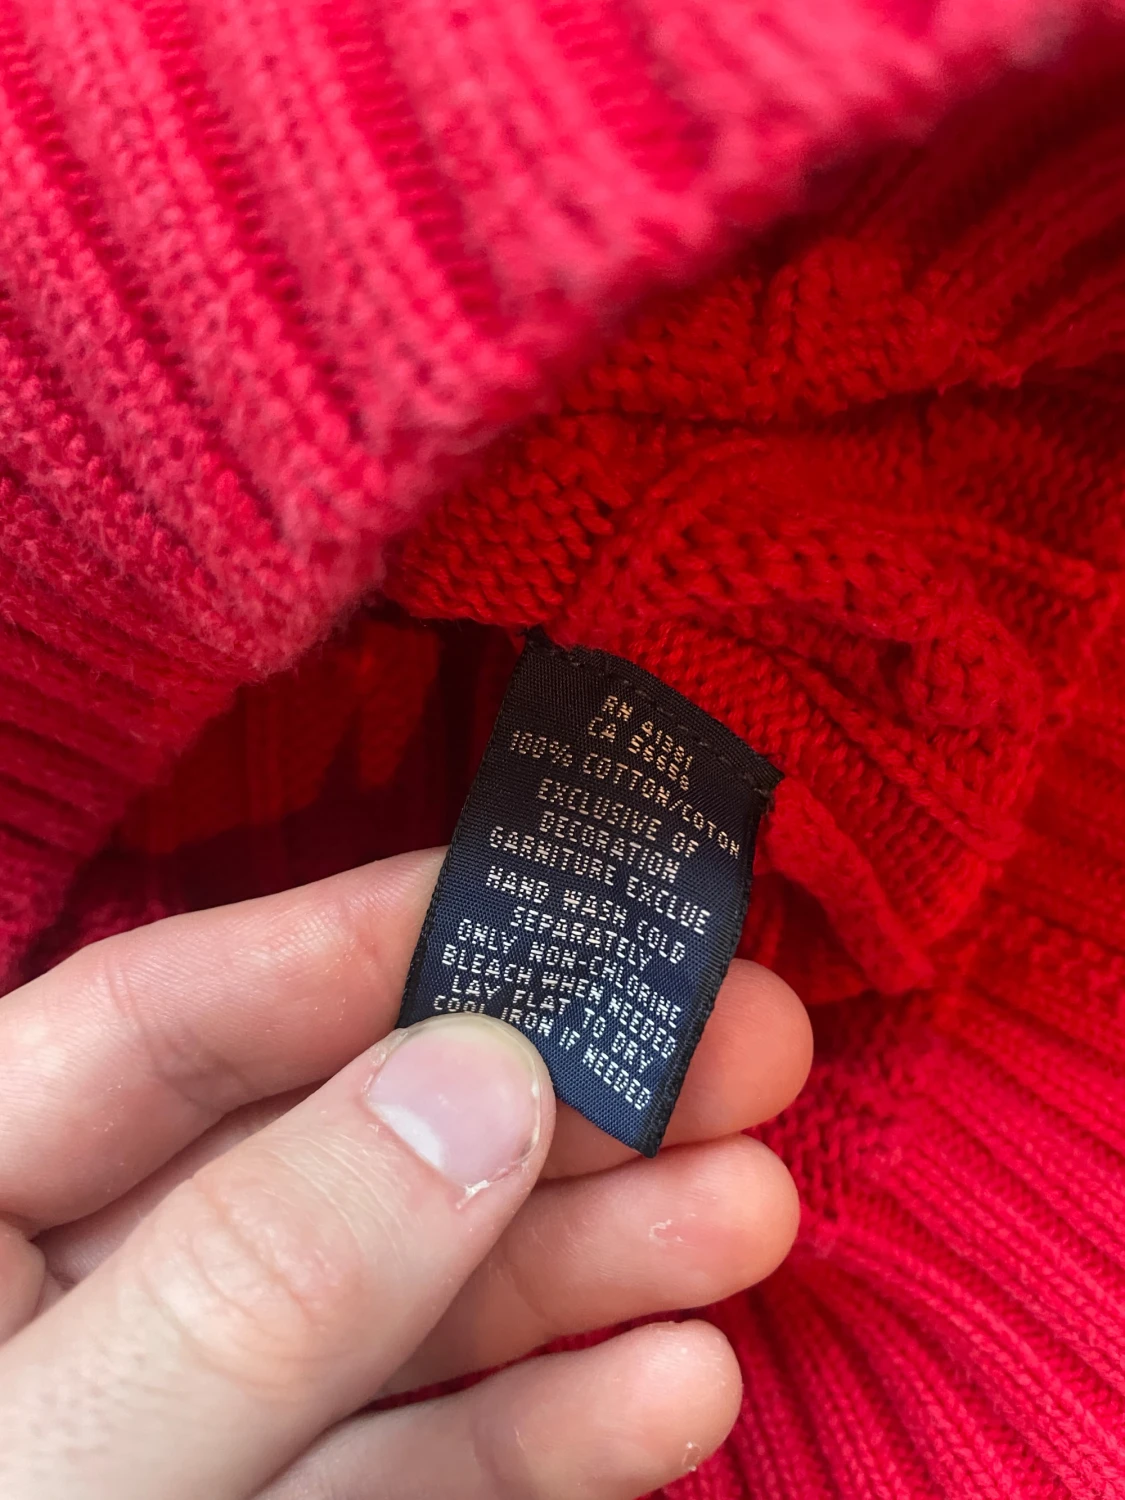 RN 41381
CA 56656
100% COTTON/COTON
EXCLUSIVE OF
DECORATION
GARNITURE EXCLUE
HAND WASH COLD
SEPARATELY
ONLY NON-CHLORINE
BLEACH WHEN NEEDED
LAY FLAT TO DRY
COOL IRON IF NEEDED